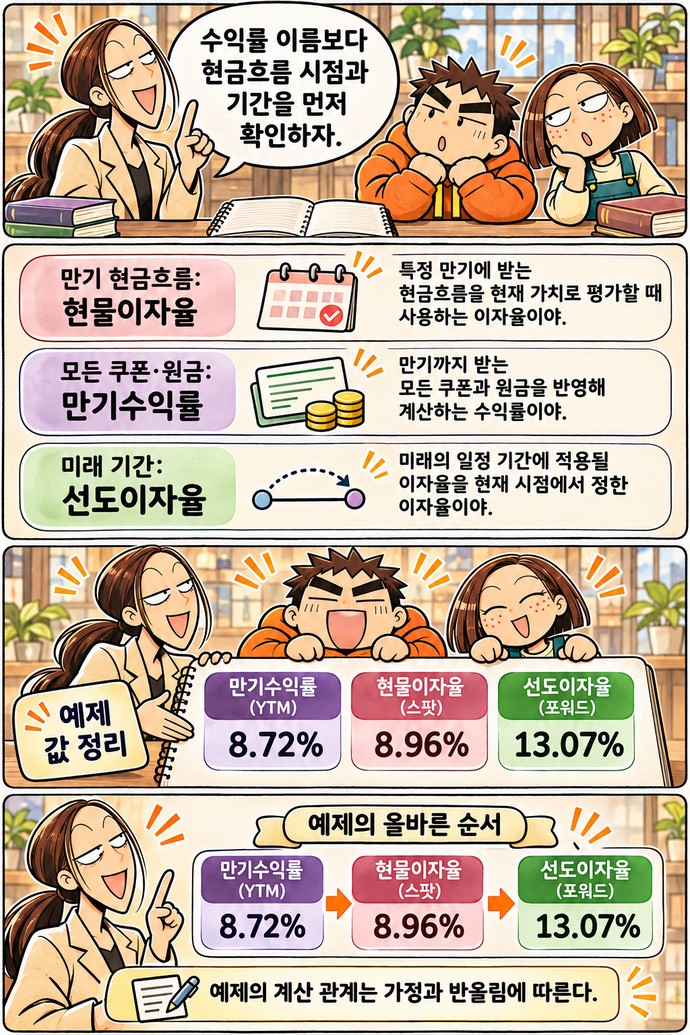 수익률 이름보다
현금흐름 시점과
기간을 먼저
확인하자.
만기 현금흐름:
현물이자율
특정 만기에 받는
현금흐름을 현재 가치로 평가할 때
사용하는 이자율이야.
모든 쿠폰·원금:
만기수익률
만기까지 받는
모든 쿠폰과 원금을 반영해
계산하는 수익률이야.
미래 기간:
선도이자율
미래의 일정 기간에 적용될
이자율을 현재 시점에서 정한
이자율이야.
예제
값 정리
만기수익률
(YTM)
8.72%
현물이자율
(스팟)
8.96%
선도이자율
(포워드)
13.07%
예제의 올바른 순서
만기수익률
(YTM)
8.72%
현물이자율
(스팟)
8.96%
선도이자율
(포워드)
13.07%
예제의 계산 관계는 가정과 반올림에 따른다.